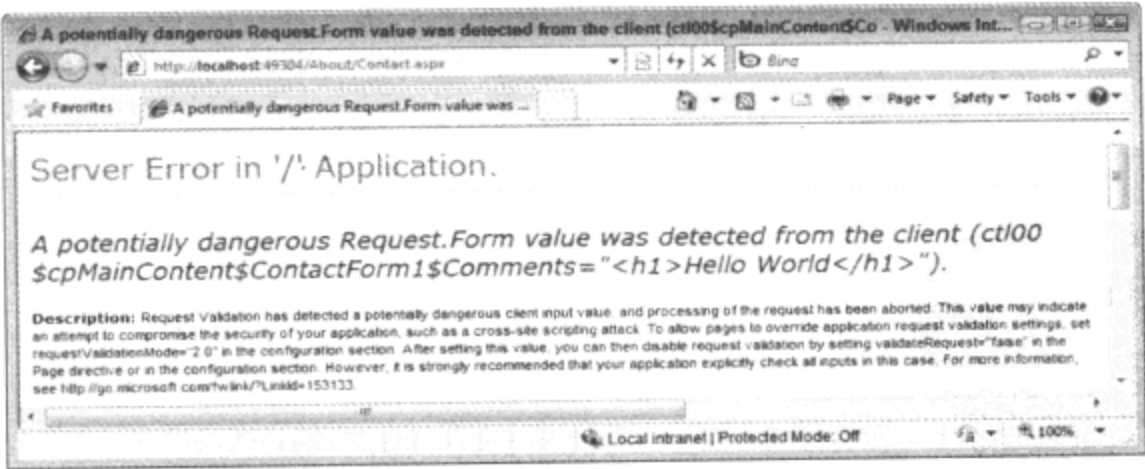 A potentially dangerous Request.Form value was detected from the client (ctl00$cpMainContent$Co - Windows Int...
http://localhost:49304/About/Contact.aspx
Bing
Favorites
A potentially dangerous Request.Form value was ...
Page
Safety
Tools
Server Error in '/' Application.
A potentially dangerous Request.Form value was detected from the client (ctl00
$cpMainContent$ContactForm1$Comments="<h1>Hello World</h1>").
Description: Request Validation has detected a potentially dangerous client input value, and processing of the request has been aborted. This value may indicate
an attempt to compromise the security of your application, such as a cross-site scripting attack. To allow pages to override application request validation settings, set
requestValidationMode="2.0" in the configuration section. After setting this value, you can then disable request validation by setting validateRequest="false" in the
Page directive or in the configuration section. However, it is strongly recommended that your application explicitly check all inputs in this case. For more information,
see http://go.microsoft.com/fwlink/?LinkId=153133.
Local intranet | Protected Mode: Off
100%